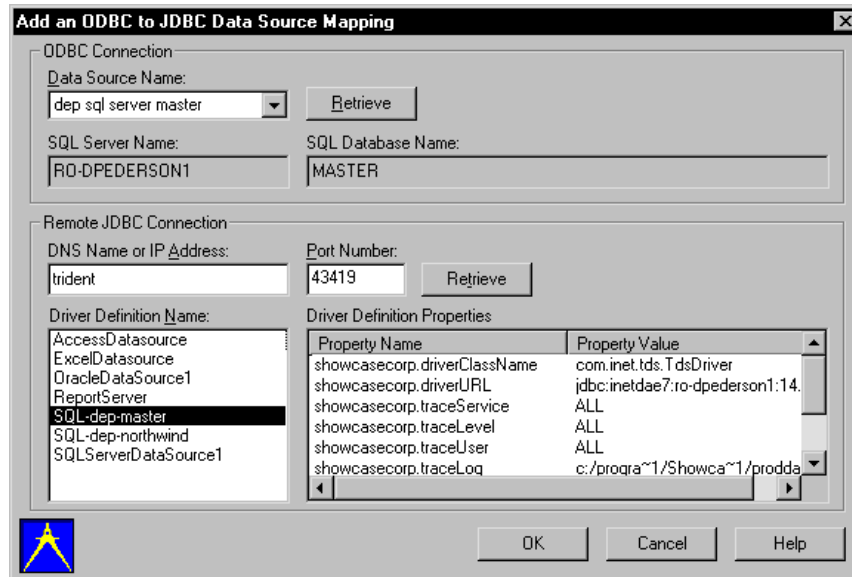 Add an ODBC to JDBC Data Source Mapping
ODBC Connection
Data Source Name:
dep sql server master
Retrieve
SQL Server Name:
SQL Database Name:
RO-DPEDERSON1
MASTER
Remote JDBC Connection
DNS Name or IP Address:
Port Number:
trident
43419
Retrieve
Driver Definition Name:
Driver Definition Properties
AccessDatasource
ExcelDatasource
OracleDataSource1
ReportServer
SQL-dep-master
SQL-dep-northwind
SQLServerDataSource1
Property Name Property Value
showcasecorp.driverClassName com.inet.tds.TdsDriver
showcasecorp.driverURL jdbc:inetdae7:ro-dpederson1:14.
showcasecorp.traceService ALL
showcasecorp.traceLevel ALL
showcasecorp.traceUser ALL
showcasecorp.traceLog c:/progra~1/Showca~1/prodda
OK
Cancel
Help